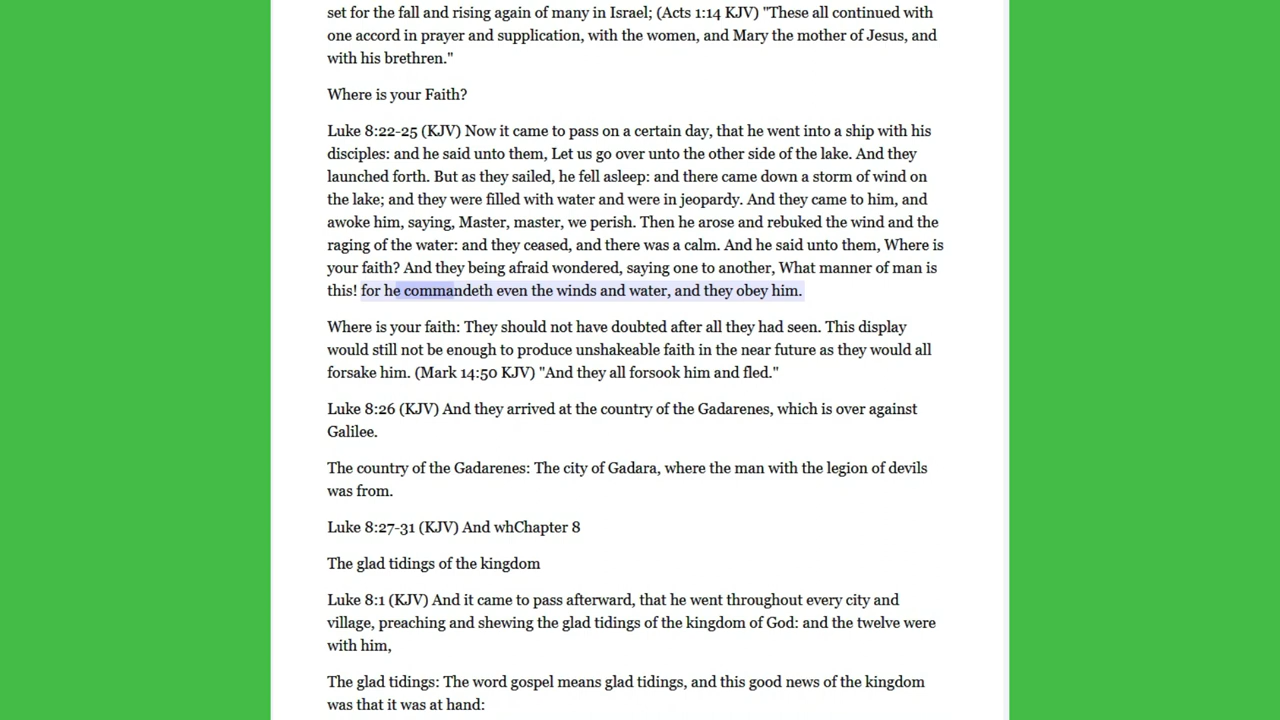 set for the fall and rising again of many in Israel; (Acts 1:14 KJV) "These all continued with
one accord in prayer and supplication, with the women, and Mary the mother of Jesus, and
with his brethren."
Where is your Faith?
Luke 8:22-25 (KJV) Now it came to pass on a certain day, that he went into a ship with his
disciples: and he said unto them, Let us go over unto the other side of the lake. And they
launched forth. But as they sailed, he fell asleep: and there came down a storm of wind on
the lake; and they were filled with water and were in jeopardy. And they came to him, and
awoke him, saying, Master, master, we perish. Then he arose and rebuked the wind and the
raging of the water: and they ceased, and there was a calm. And he said unto them, Where is
your faith? And they being afraid wondered, saying one to another, What manner of man is
this! for he commandeth even the winds and water, and they obey him.
Where is your faith: They should not have doubted after all they had seen. This display
would still not be enough to produce unshakeable faith in the near future as they would all
forsake him. (Mark 14:50 KJV) "And they all forsook him and fled."
Luke 8:26 (KJV) And they arrived at the country of the Gadarenes, which is over against
Galilee.
The country of the Gadarenes: The city of Gadara, where the man with the legion of devils
was from.
Luke 8:27-31 (KJV) And whChapter 8
The glad tidings of the kingdom
Luke 8:1 (KJV) And it came to pass afterward, that he went throughout every city and
village, preaching and shewing the glad tidings of the kingdom of God: and the twelve were
with him,
The glad tidings: The word gospel means glad tidings, and this good news of the kingdom
was that it was at hand: